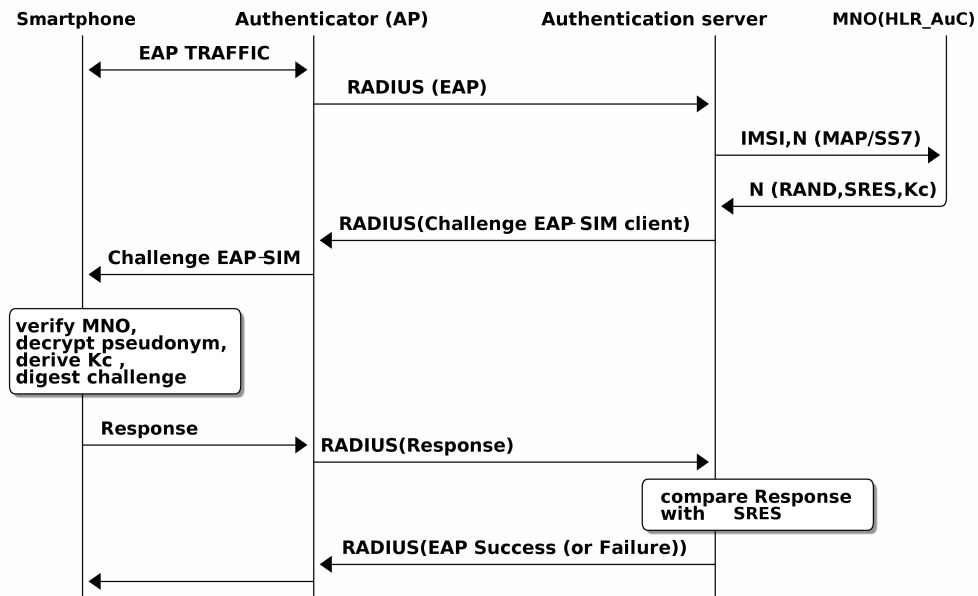 Smartphone
Authenticator (AP)
Authentication server
MNO(HLR_AuC)
EAP TRAFFIC
RADIUS (EAP)
IMSI,N (MAP/SS7)
N (RAND,SRES,Kc)
RADIUS(Challenge EAP-SIM client)
Challenge EAP-SIM
verify MNO,
decrypt pseudonym,
derive Kc ,
digest challenge
Response
RADIUS(Response)
compare Response
with SRES
RADIUS(EAP Success (or Failure))